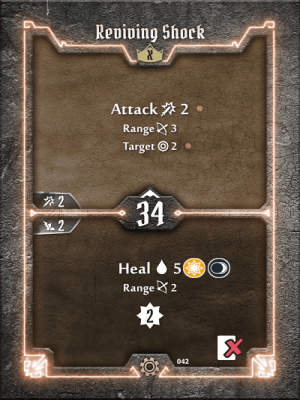 Reviving Shock
X
Attack 2
Range 3
Target 2
2
34
2
Heal 5
Range 2
2
042